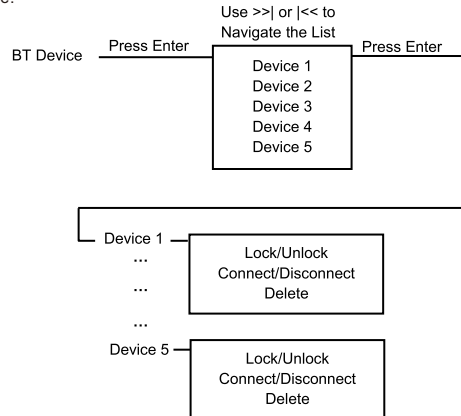 e.
Use >>| or |<< to
Navigate the List
BT Device
Press Enter
Press Enter
Device 1
Device 2
Device 3
Device 4
Device 5
Device 1
Lock/Unlock
Connect/Disconnect
Delete
...
...
...
Device 5
Lock/Unlock
Connect/Disconnect
Delete